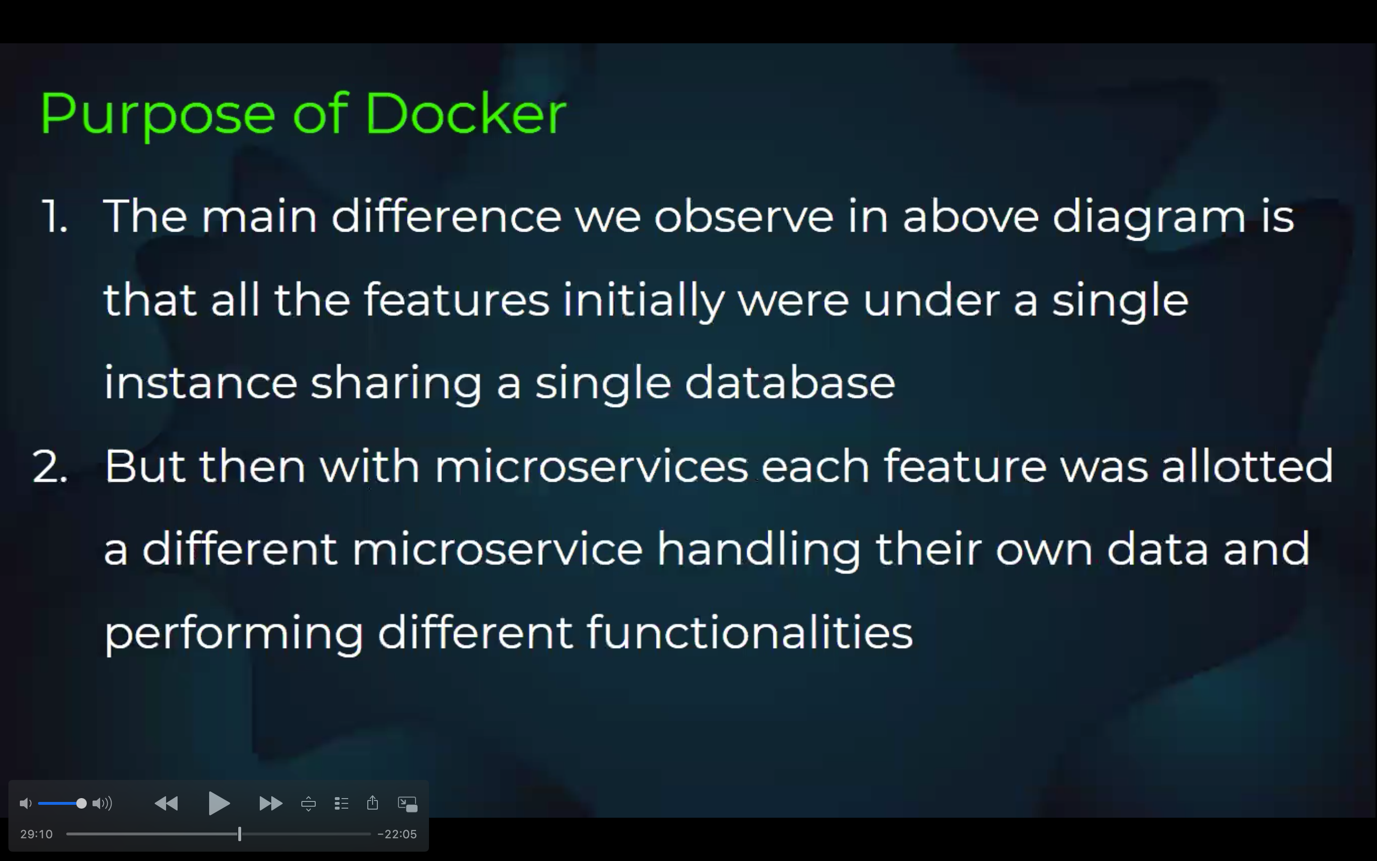 Purpose of Docker
1. The main difference we observe in above diagram is
that all the features initially were under a single
instance sharing a single database
2. But then with microservices each feature was allotted
a different microservice handling their own data and
performing different functionalities
29:10
-22:05